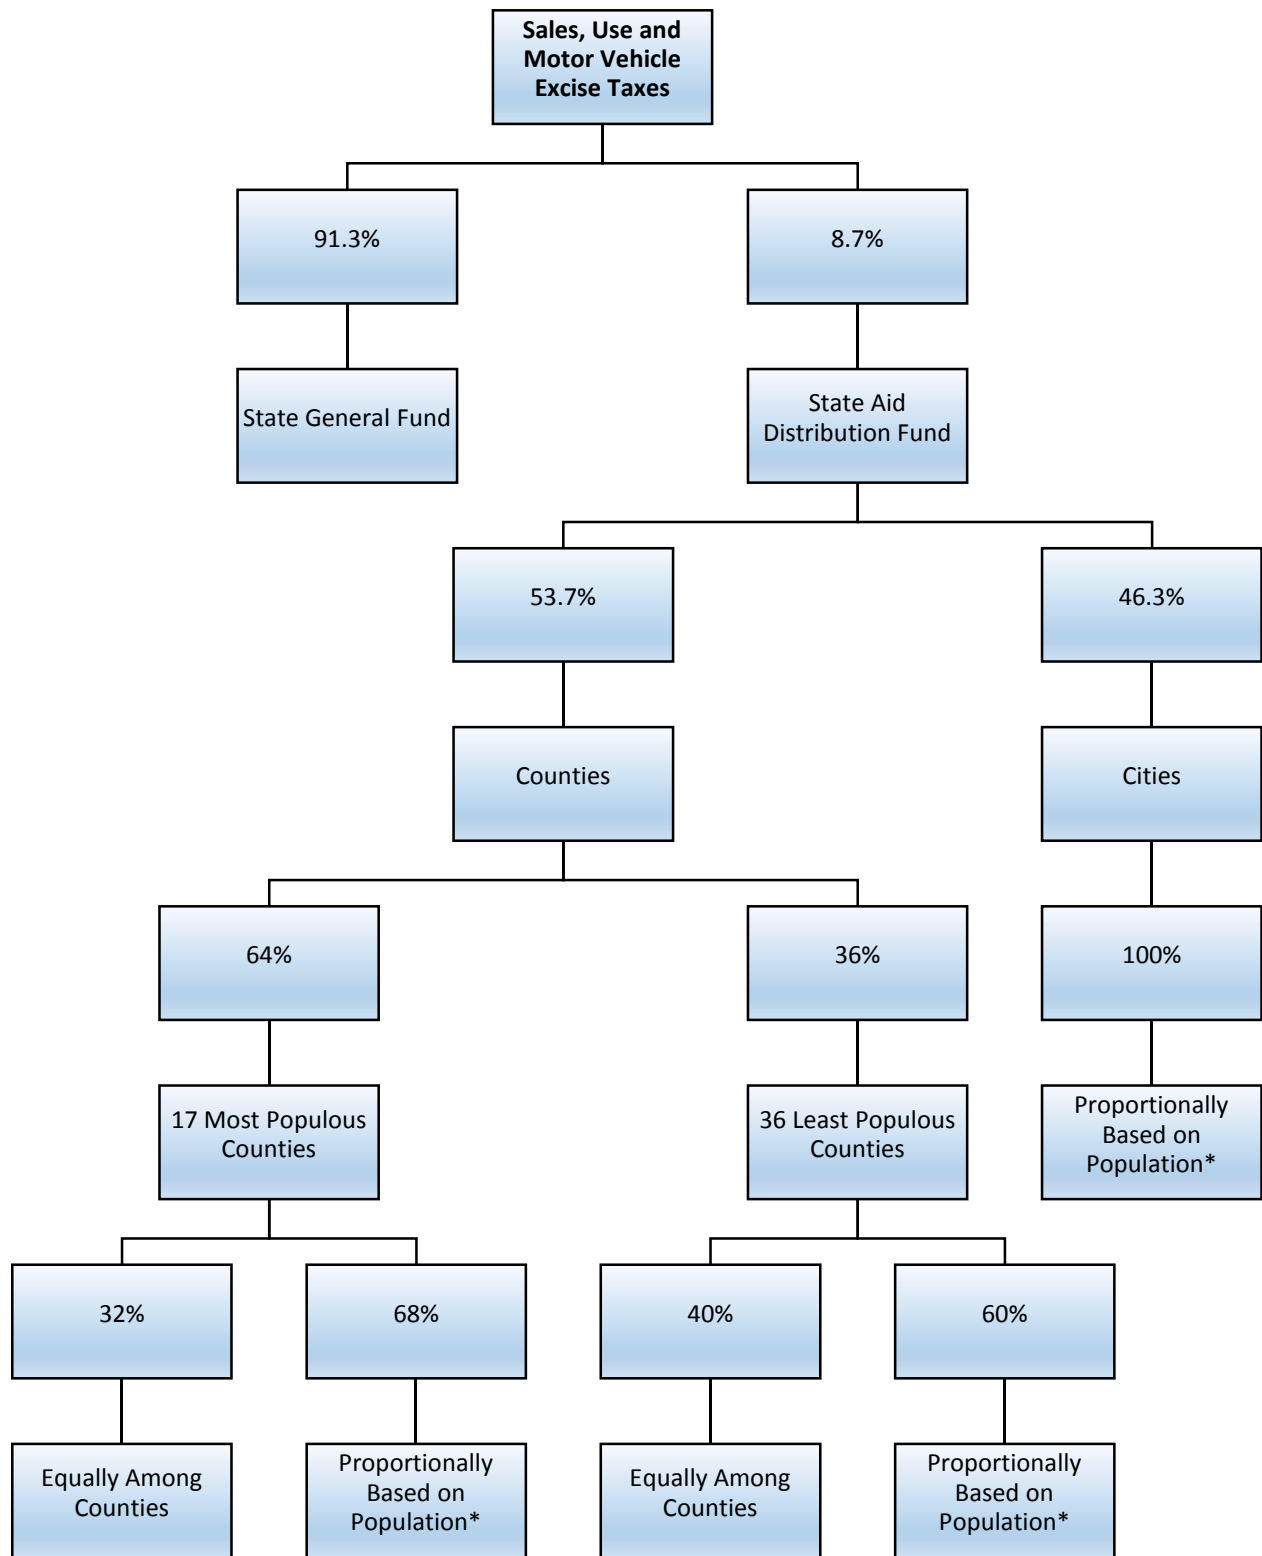 Sales, Use and
Motor Vehicle
Excise Taxes
91.3%
8.7%
State General Fund
State Aid
Distribution Fund
53.7%
46.3%
Counties
Cities
64%
36%
100%
17 Most Populous
Counties
36 Least Populous
Counties
Proportionally
Based on
Population*
32%
68%
40%
60%
Equally Among
Counties
Proportionally
Based on
Population*
Equally Among
Counties
Proportionally
Based on
Population*